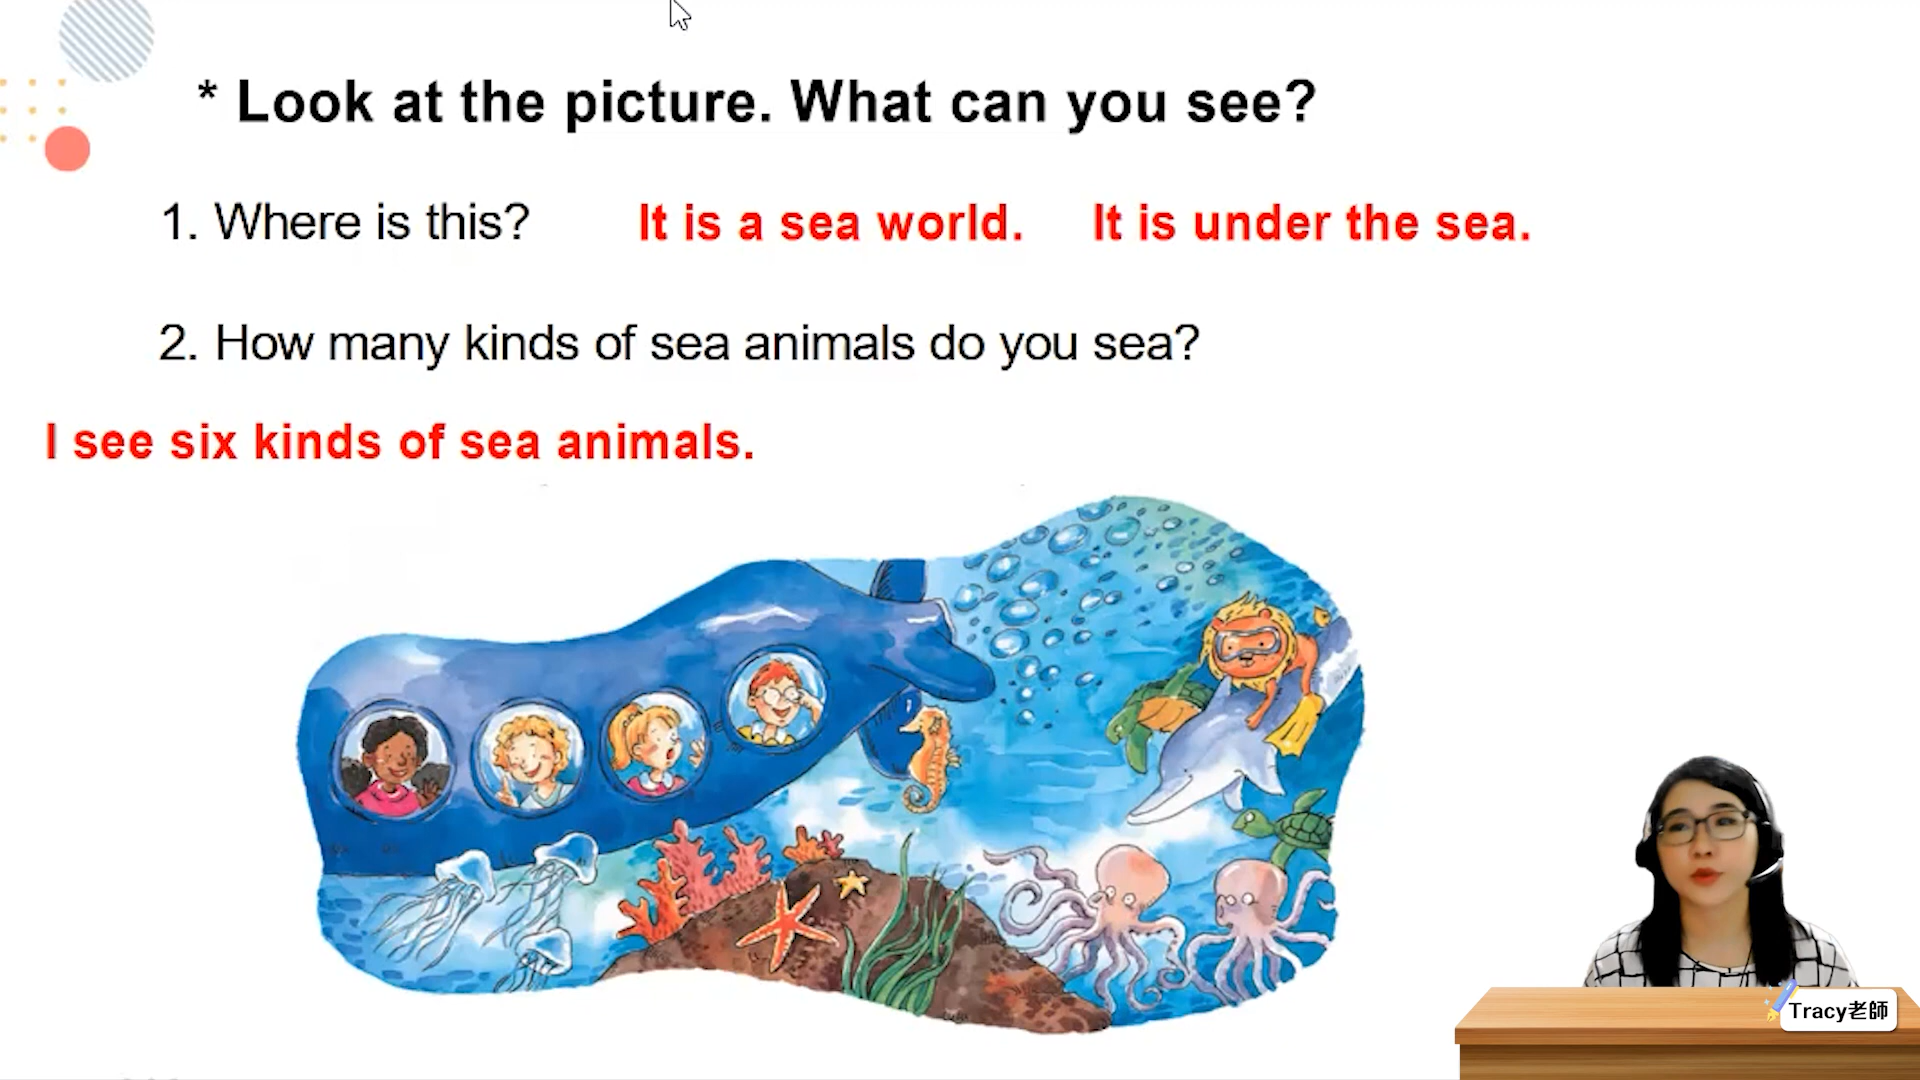 * Look at the picture. What can you see?
1. Where is this? It is a sea world. It is under the sea.
2. How many kinds of sea animals do you sea?
I see six kinds of sea animals.
Tracy老師